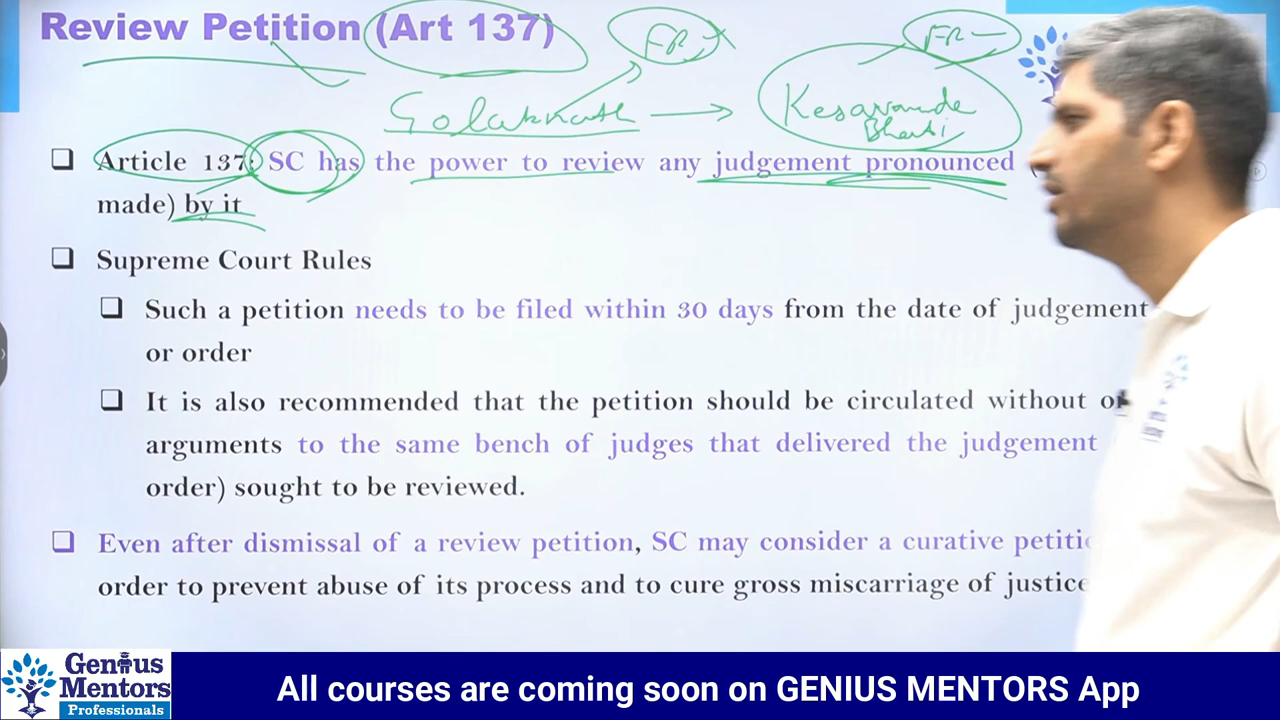 Review Petition (Art 137)
FR
FR -
Golaknath → Kesavananda
Bharti
❑ Article 137: SC has the power to review any judgement pronounced
made) by it
❑ Supreme Court Rules
❑ Such a petition needs to be filed within 30 days from the date of judgement
or order
❑ It is also recommended that the petition should be circulated without
arguments to the same bench of judges that delivered the judgement
order) sought to be reviewed.
❑ Even after dismissal of a review petition, SC may consider a curative
order to prevent abuse of its process and to cure gross miscarriage of justice
Genius
Mentors
Professionals
All courses are coming soon on GENIUS MENTORS App